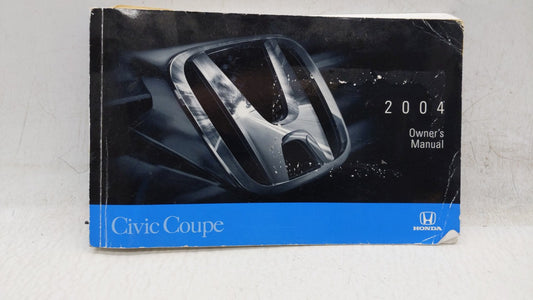 2004
Owner's
Manual
Civic Coupe
HONDA